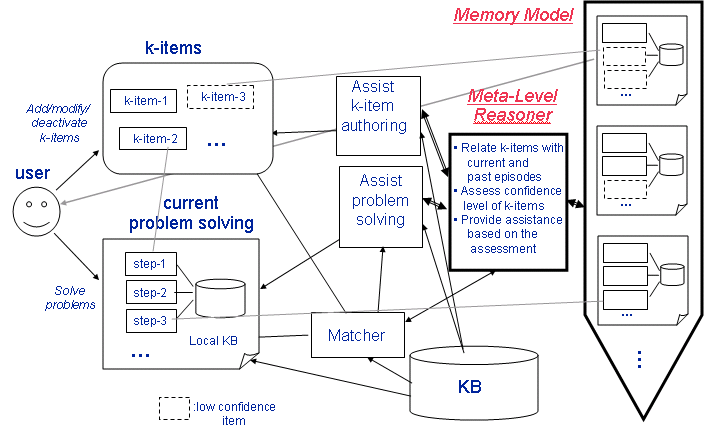 Memory Model
k-items
k-item-1
k-item-3
k-item-2
...
Add/modify/
deactivate
k-items
Assist
k-item
authoring
Meta-Level
Reasoner
▪ Relate k-items with
current and
past episodes
▪ Assess confidence
level of k-items
▪ Provide assistance
based on the
assessment
...
...
...
...
user
current
problem solving
Assist
problem
solving
step-1
step-2
step-3
...
Local KB
Solve
problems
Matcher
KB
:low confidence
item